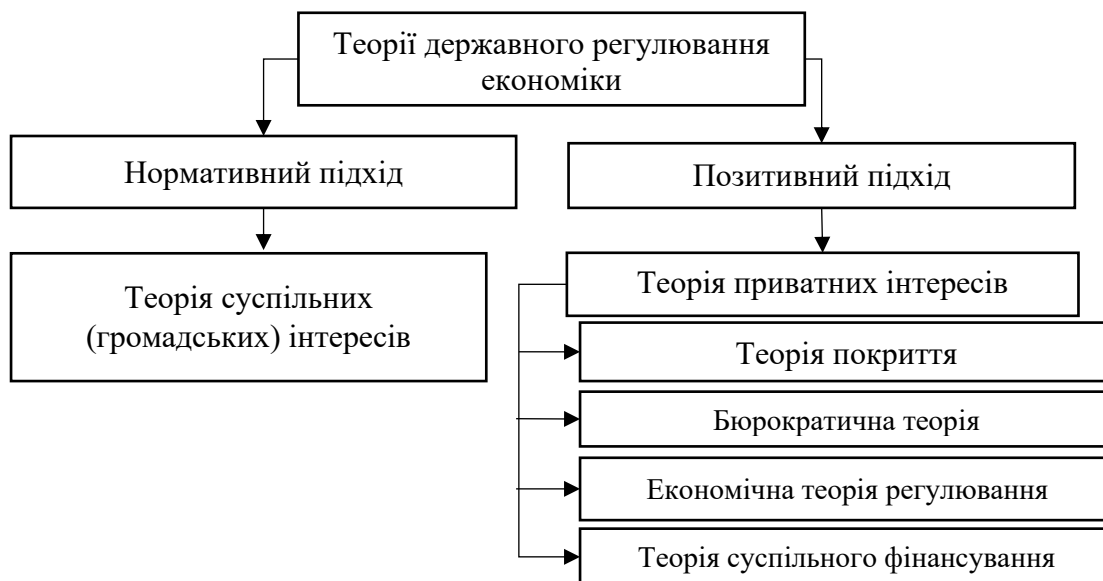 Теорії державного регулювання
економіки
Нормативний підхід
Позитивний підхід
Теорія суспільних
(громадських) інтересів
Теорія приватних інтересів
Теорія покриття
Бюрократична теорія
Економічна теорія регулювання
Теорія суспільного фінансування